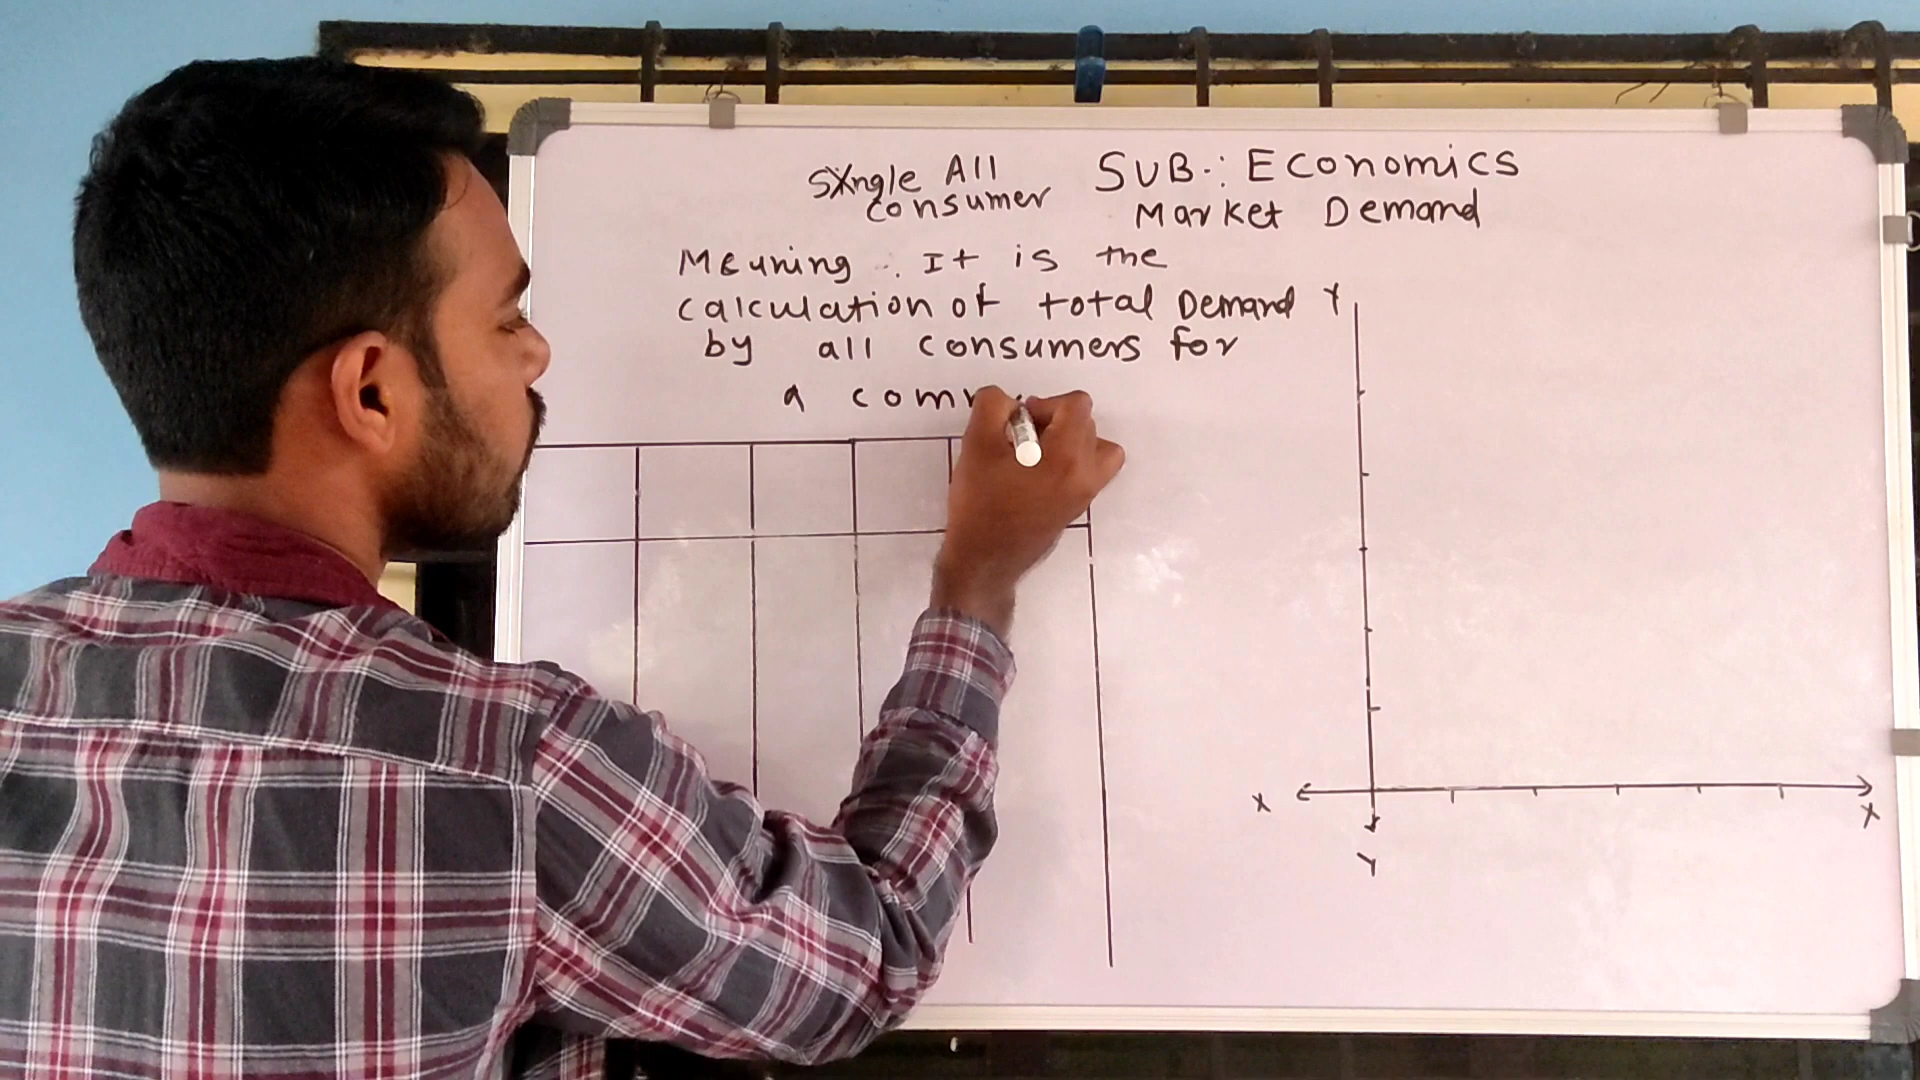 SUB.: Economics
Market Demand
Single All
consumer
Meaning : It is the
calculation of total Demand
by all consumers for
a comm
Y
X
X
Y